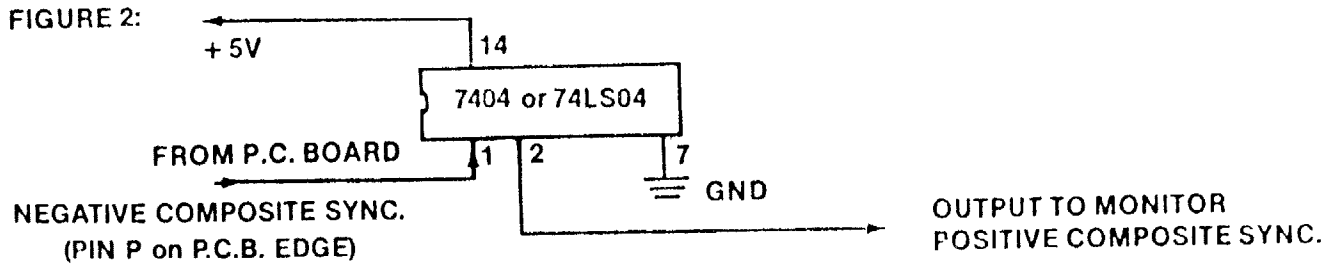 FIGURE 2:
+ 5V
14
7404 or 74LS04
FROM P.C. BOARD
1
2
7
GND
NEGATIVE COMPOSITE SYNC.
(PIN P on P.C.B. EDGE)
OUTPUT TO MONITOR
POSITIVE COMPOSITE SYNC.